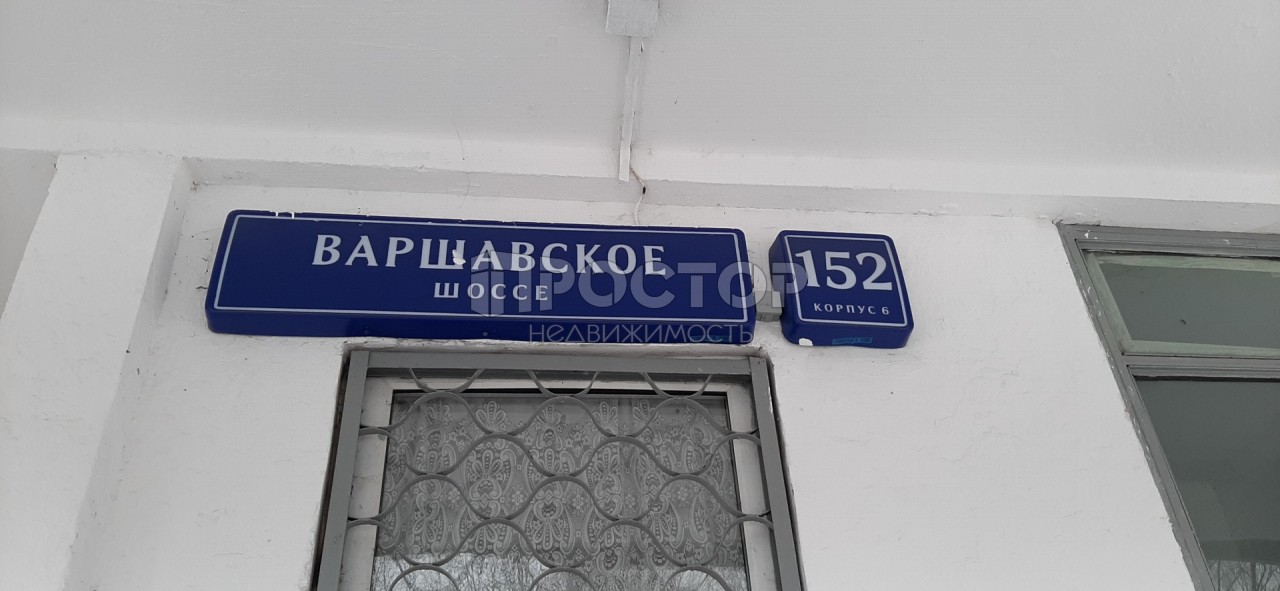 ВАРШАВСКОЕ
ШОССЕ
152
КОРПУС 6
ПРОСТОР
НЕДВИЖИМОСТЬ